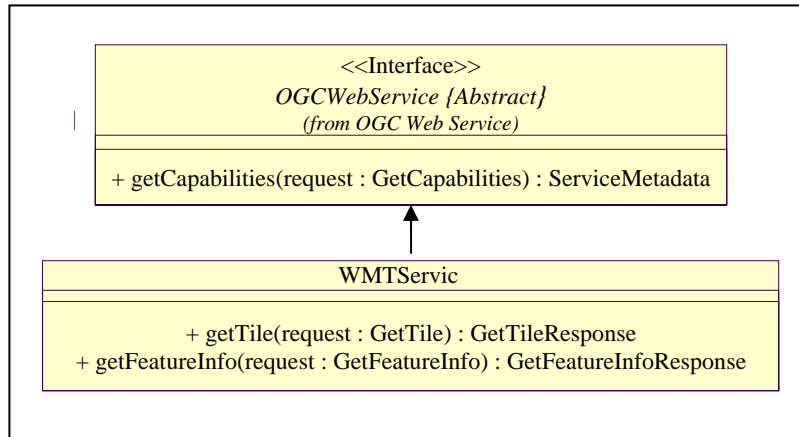 <<Interface>>
OGCWebService {Abstract}
(from OGC Web Service)
+ getCapabilities(request : GetCapabilities) : ServiceMetadata
WMTServic
+ getTile(request : GetTile) : GetTileResponse
+ getFeatureInfo(request : GetFeatureInfo) : GetFeatureInfoResponse